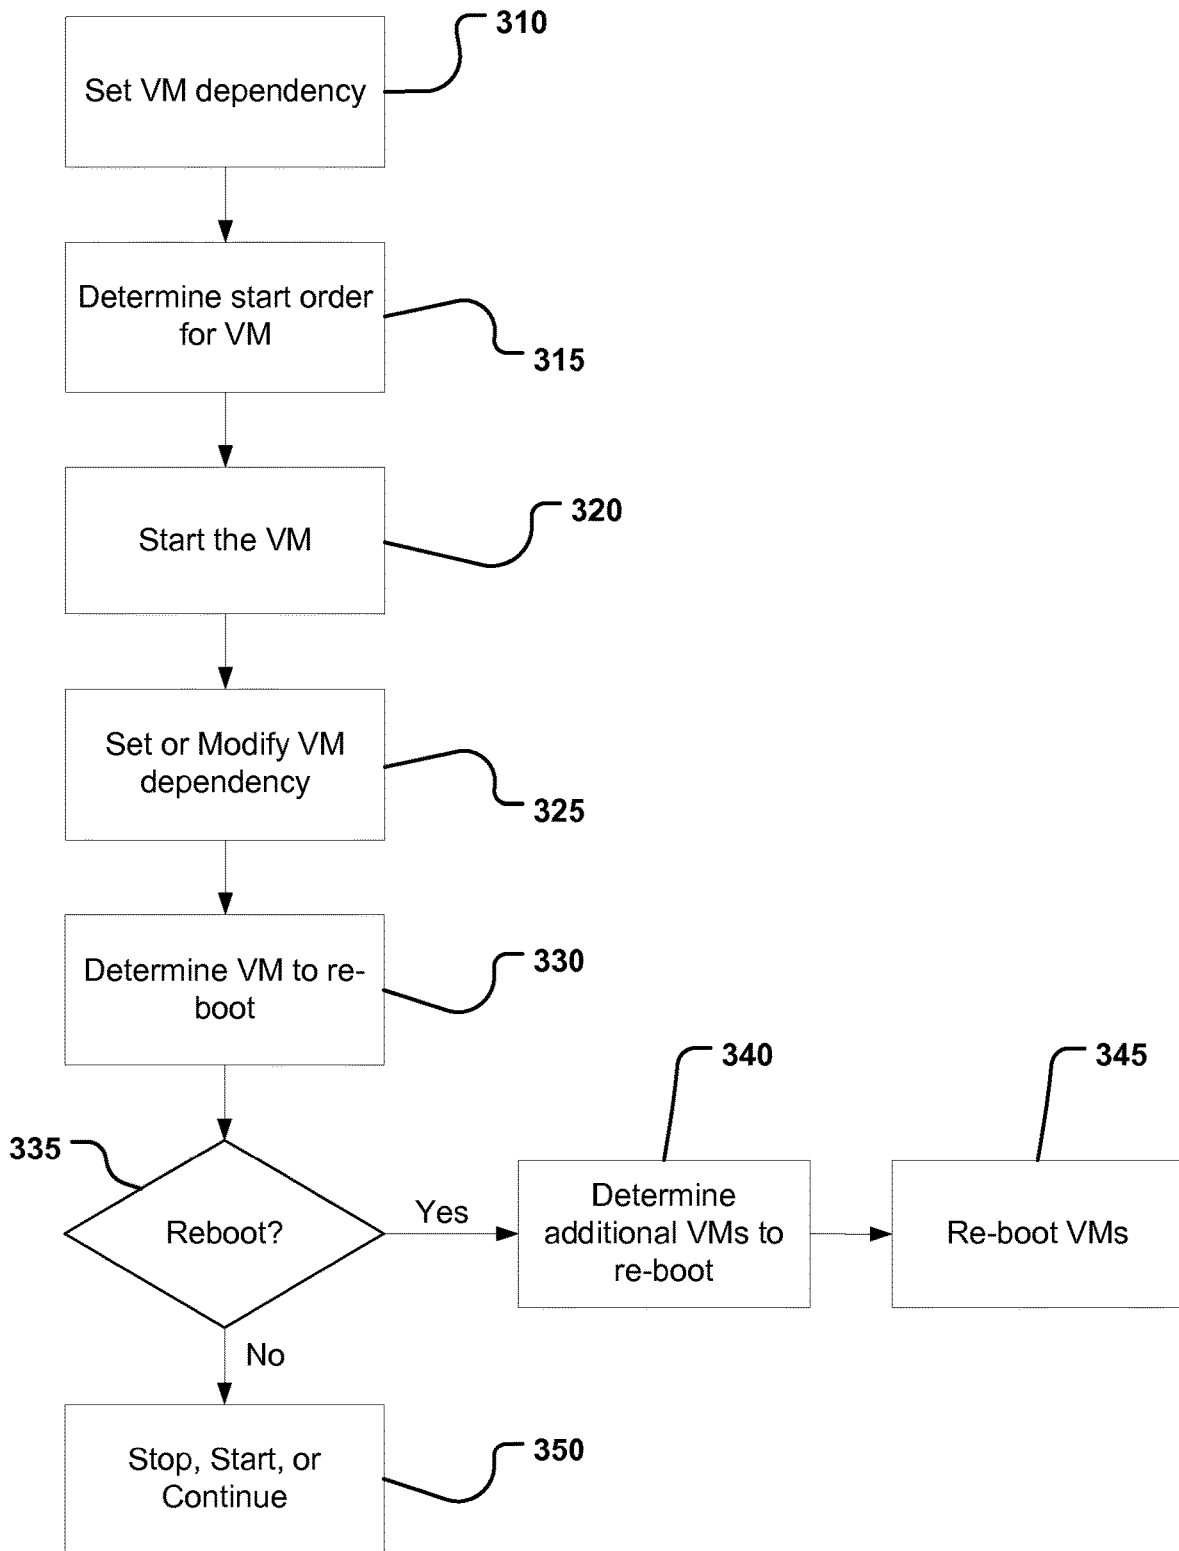 310
Set VM dependency
Determine start order
for VM
315
320
Start the VM
Set or Modify VM
dependency
325
330
Determine VM to re-
boot
340
345
335
Reboot?
Yes
Determine
additional VMs to
re-boot
Re-boot VMs
No
350
Stop, Start, or
Continue